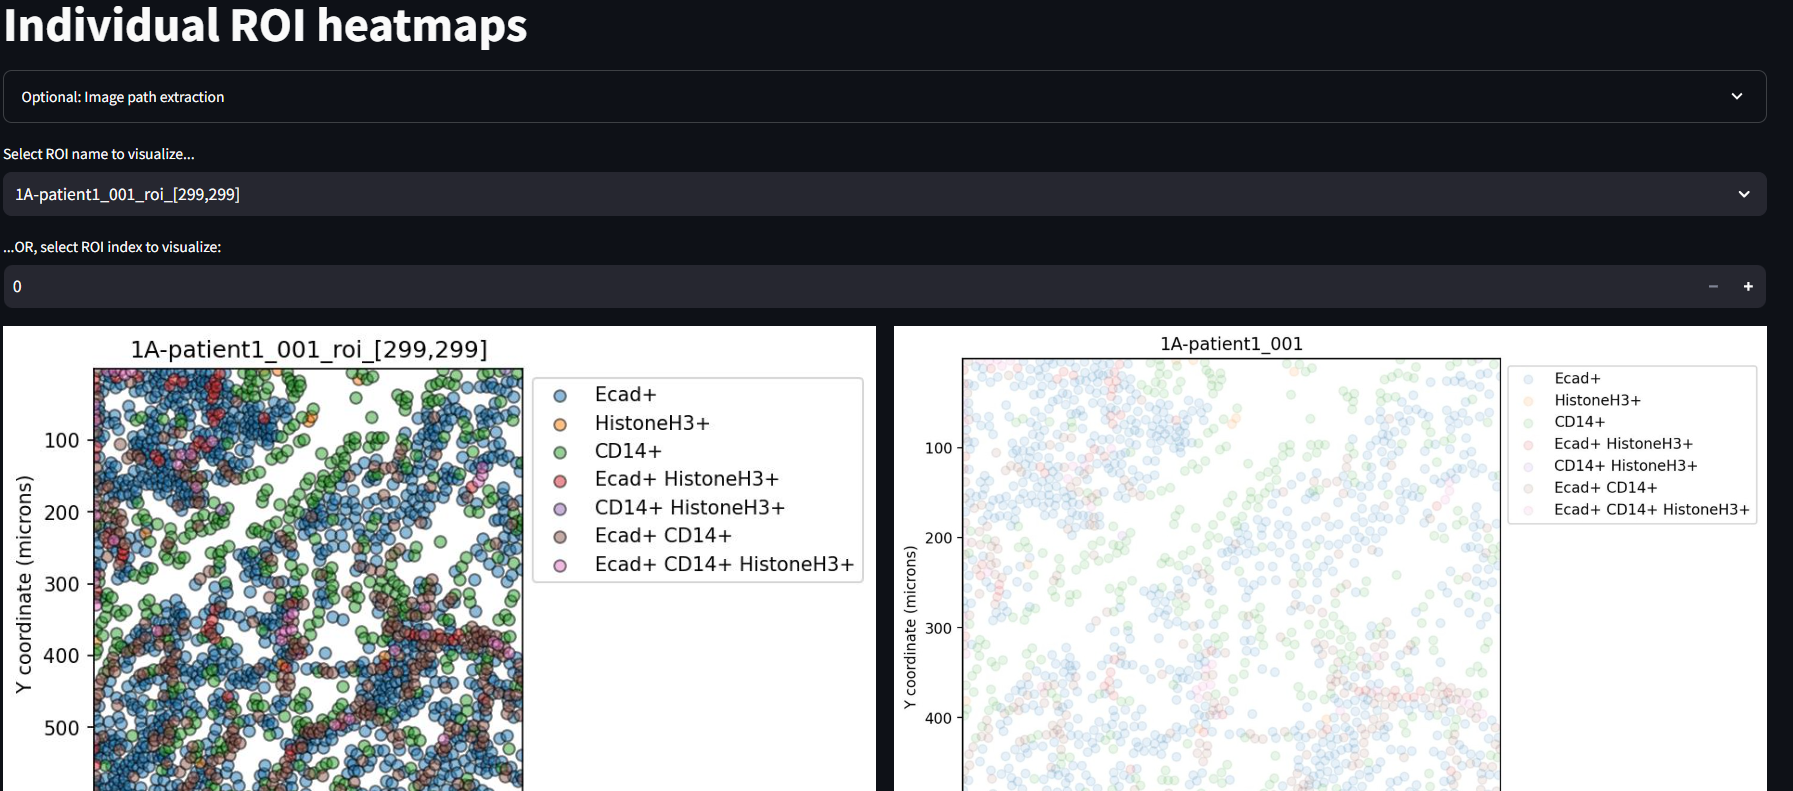 Individual ROI heatmaps
Optional: Image path extraction
Select ROI name to visualize...
1A-patient1_001_roi_[299,299]
...OR, select ROI index to visualize:
0
− +
1A-patient1_001_roi_[299,299]
Y coordinate (microns)
100
200
300
400
500
Ecad+
HistoneH3+
CD14+
Ecad+ HistoneH3+
CD14+ HistoneH3+
Ecad+ CD14+
Ecad+ CD14+ HistoneH3+
1A-patient1_001
Y coordinate (microns)
100
200
300
400
Ecad+
HistoneH3+
CD14+
Ecad+ HistoneH3+
CD14+ HistoneH3+
Ecad+ CD14+
Ecad+ CD14+ HistoneH3+